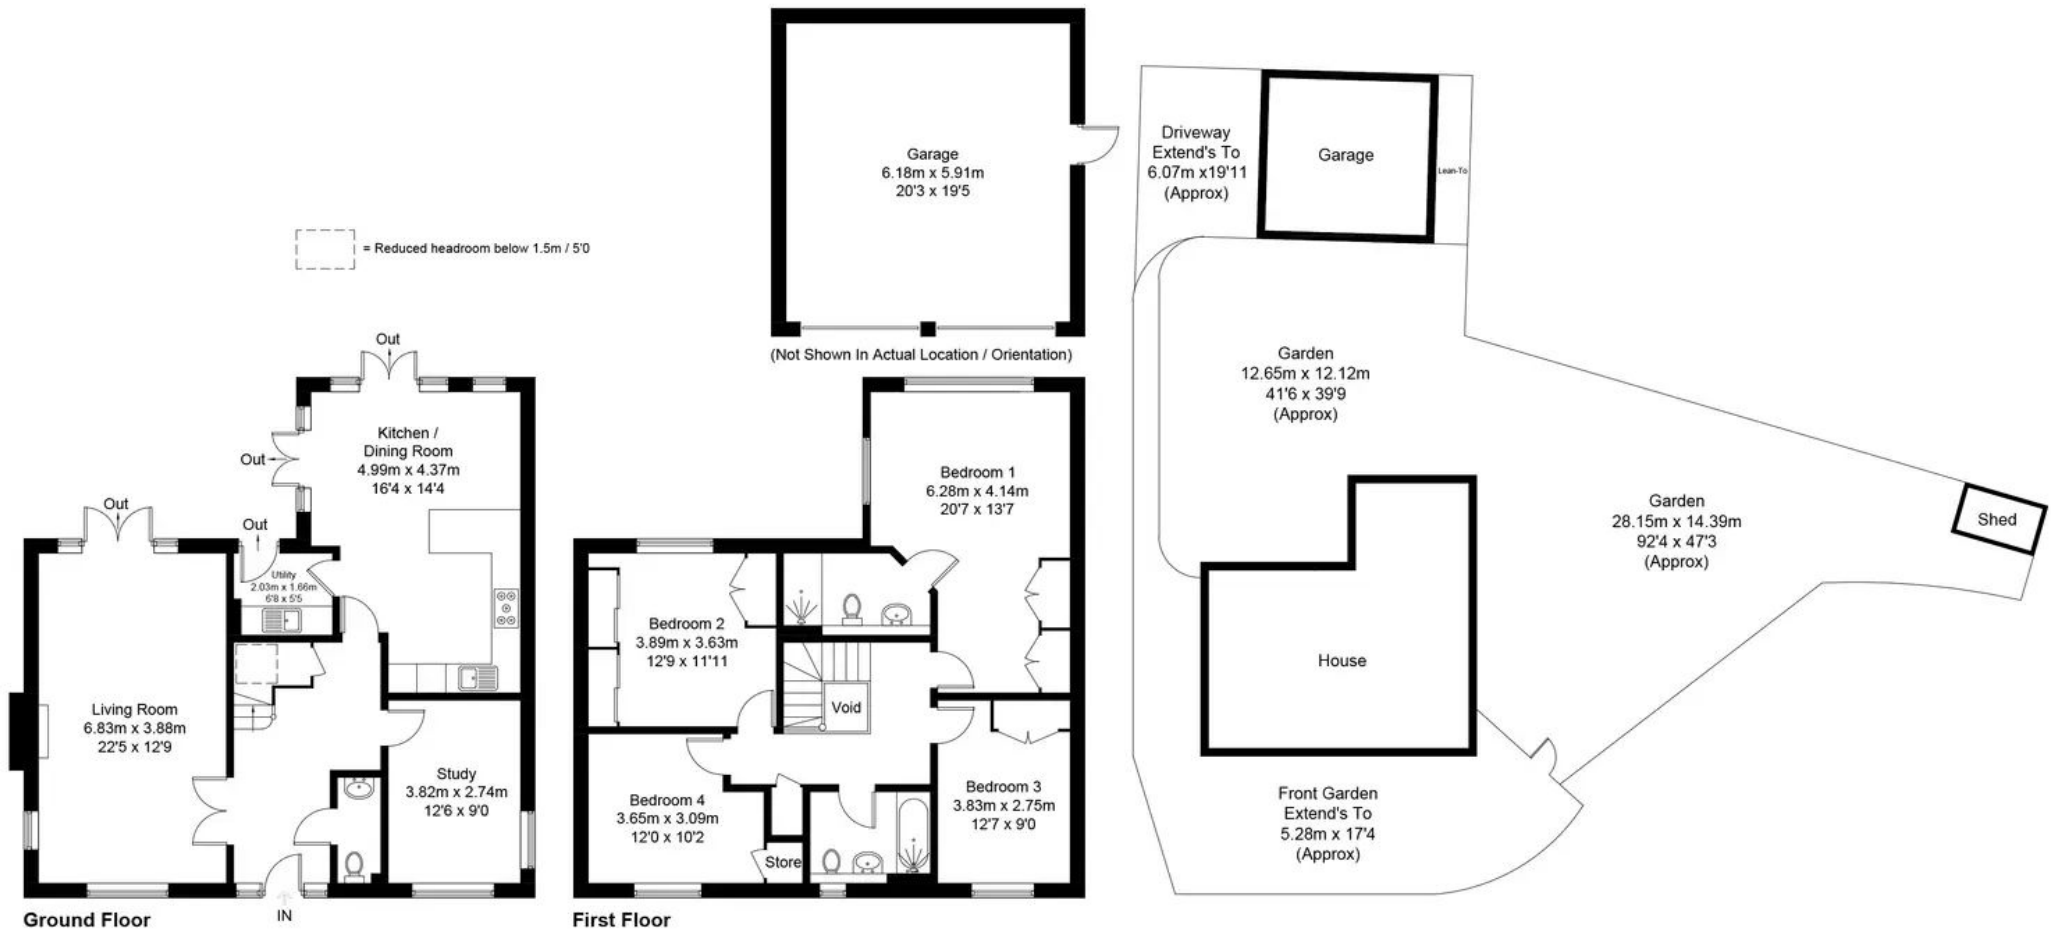 = Reduced headroom below 1.5m / 5'0
Out
Kitchen /
Dining Room
4.99m x 4.37m
16'4 x 14'4
Out
Out
Out
Utility
2.03m x 1.66m
6'8 x 5'5
Living Room
6.83m x 3.88m
22'5 x 12'9
Study
3.82m x 2.74m
12'6 x 9'0
IN
Ground Floor
Garage
6.18m x 5.91m
20'3 x 19'5
(Not Shown In Actual Location / Orientation)
Bedroom 1
6.28m x 4.14m
20'7 x 13'7
Bedroom 2
3.89m x 3.63m
12'9 x 11'11
Void
Bedroom 4
3.65m x 3.09m
12'0 x 10'2
Store
Bedroom 3
3.83m x 2.75m
12'7 x 9'0
First Floor
Driveway
Extend's To
6.07m x19'11
(Approx)
Garage
Lean-To
Garden
12.65m x 12.12m
41'6 x 39'9
(Approx)
Garden
28.15m x 14.39m
92'4 x 47'3
(Approx)
Shed
House
Front Garden
Extend's To
5.28m x 17'4
(Approx)